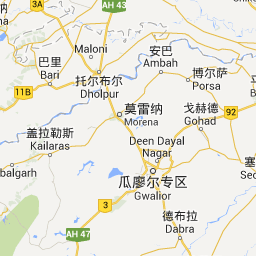 AH 43
纳
Maloni
安巴
Ambah
巴里
Bari
托尔布尔
Dholpur
博尔萨
Porsa
11B
莫雷纳
Morena
戈赫德
Gohad
92
盖拉勒斯
Kailaras
Deen Dayal
Nagar
balgarh
塞
Se
瓜廖尔专区
Gwalior
3
德布拉
Dabra
AH 47